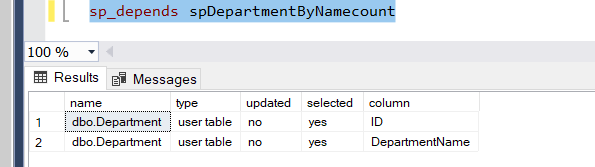 sp_depends spDepartmentByNamecount
100 %
Results Messages
name type updated selected column
1 dbo.Department user table no yes ID
2 dbo.Department user table no yes DepartmentName